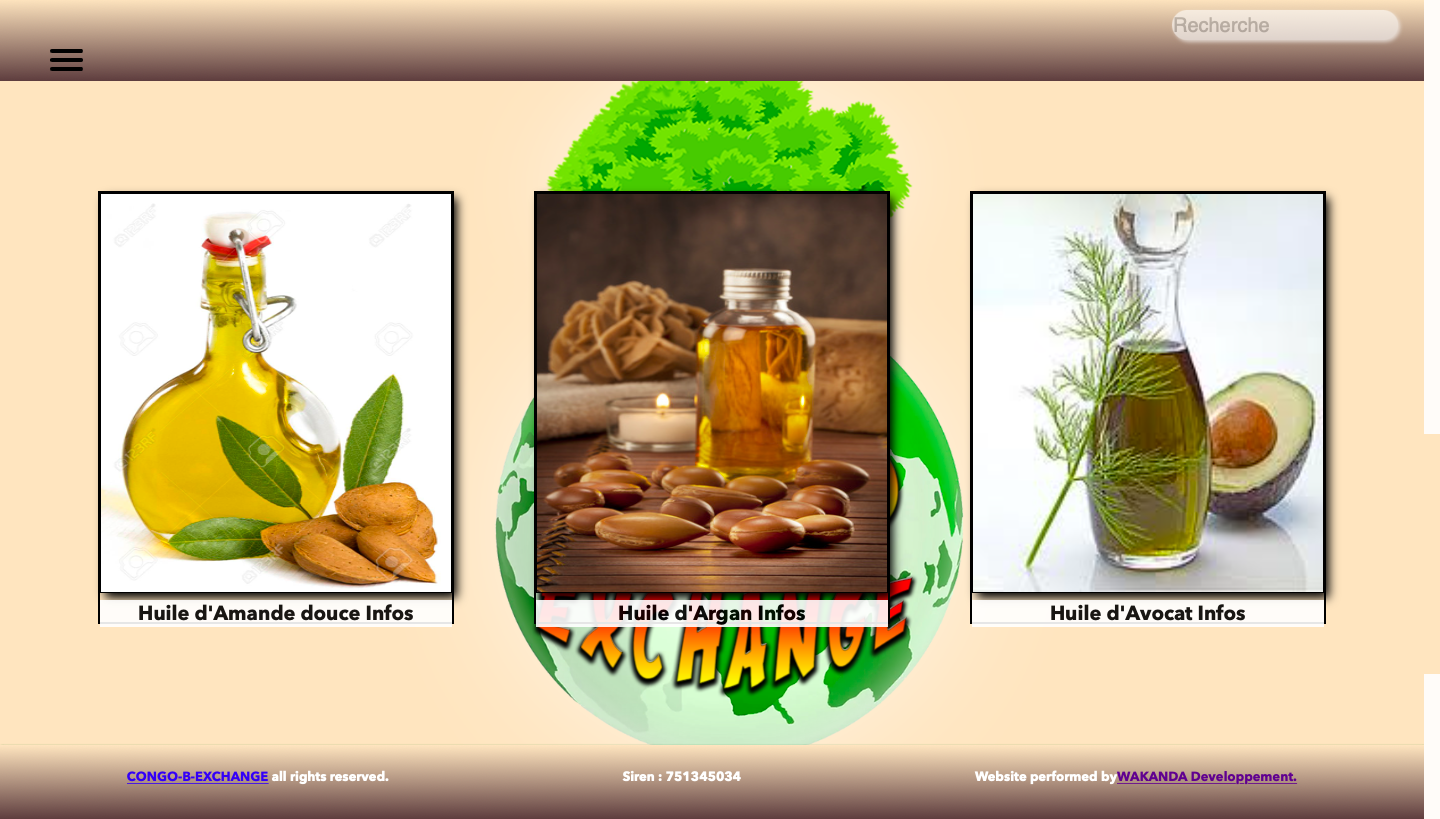 Recherche
Huile d'Amande douce Infos
Huile d'Argan Infos
Huile d'Avocat Infos
EXCHANGE
CONGO-B-EXCHANGE all rights reserved.
Siren : 751345034
Website performed byWAKANDA Developpement.